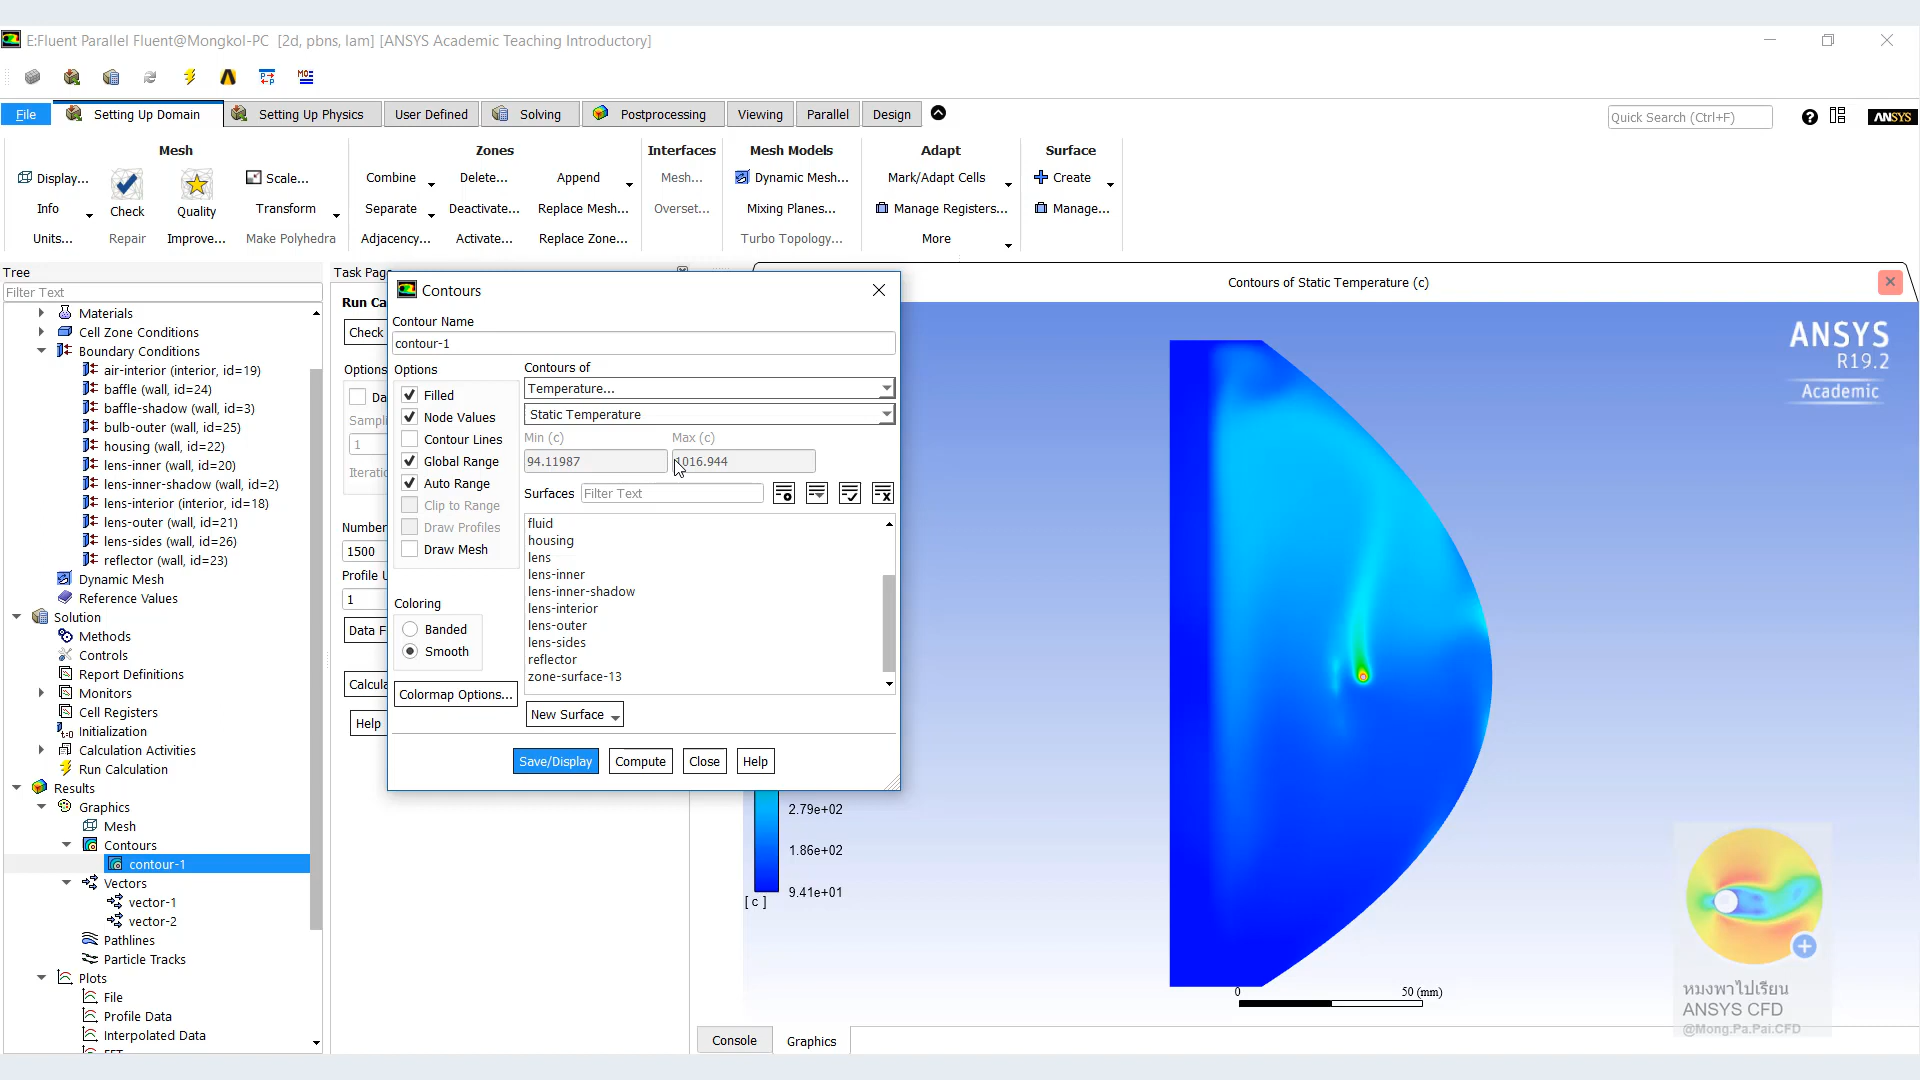 E:Fluent Parallel Fluent@Mongkol-PC [2d, pbns, lam] [ANSYS Academic Teaching Introductory]
File
Setting Up Domain
Setting Up Physics
User Defined
Solving
Postprocessing
Viewing
Parallel
Design
Quick Search (Ctrl+F)
ANSYS
Mesh
Zones
Interfaces
Mesh Models
Adapt
Surface
Display...
Info
Units...
Check
Repair
Quality
Improve...
Scale...
Transform
Make Polyhedra
Combine
Separate
Adjacency...
Delete...
Deactivate...
Activate...
Append
Replace Mesh...
Replace Zone...
Mesh...
Overset...
Dynamic Mesh...
Mixing Planes...
Turbo Topology...
Mark/Adapt Cells
Manage Registers...
More
Create
Manage...
Tree
Filter Text
Materials
Cell Zone Conditions
Boundary Conditions
air-interior (interior, id=19)
baffle (wall, id=24)
baffle-shadow (wall, id=3)
bulb-outer (wall, id=25)
housing (wall, id=22)
lens-inner (wall, id=20)
lens-inner-shadow (wall, id=2)
lens-interior (interior, id=18)
lens-outer (wall, id=21)
lens-sides (wall, id=26)
reflector (wall, id=23)
Dynamic Mesh
Reference Values
Solution
Methods
Controls
Report Definitions
Monitors
Cell Registers
Initialization
Calculation Activities
Run Calculation
Results
Graphics
Mesh
Contours
contour-1
Vectors
vector-1
vector-2
Pathlines
Particle Tracks
Plots
File
Profile Data
Interpolated Data
Task Pag
Run Ca
Check
Options
Da
Sampli
1
Iteratio
Number
1500
Profile U
1
Data F
Calcula
Help
Contours
Contour Name
contour-1
Options
Filled
Node Values
Contour Lines
Global Range
Auto Range
Clip to Range
Draw Profiles
Draw Mesh
Coloring
Banded
Smooth
Colormap Options...
Contours of
Temperature...
Static Temperature
Min (c)
Max (c)
94.11987
1016.944
Surfaces
Filter Text
fluid
housing
lens
lens-inner
lens-inner-shadow
lens-interior
lens-outer
lens-sides
reflector
zone-surface-13
New Surface
Save/Display
Compute
Close
Help
Contours of Static Temperature (c)
ANSYS
R19.2
Academic
2.79e+02
1.86e+02
9.41e+01
[ c ]
0
50 (mm)
หมงพาไปเรียน
ANSYS CFD
@Mong.Pa.Pai.CFD
Console
Graphics